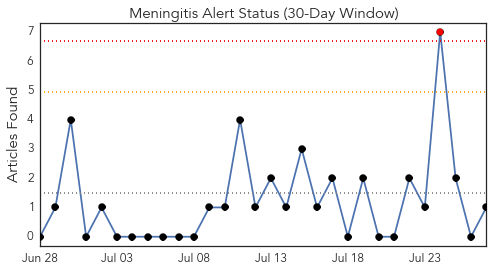 Meningitis Alert Status (30-Day Window)
Articles Found
7
6
5
4
3
2
1
0
Jun 28 Jul 03 Jul 08 Jul 13 Jul 18 Jul 23